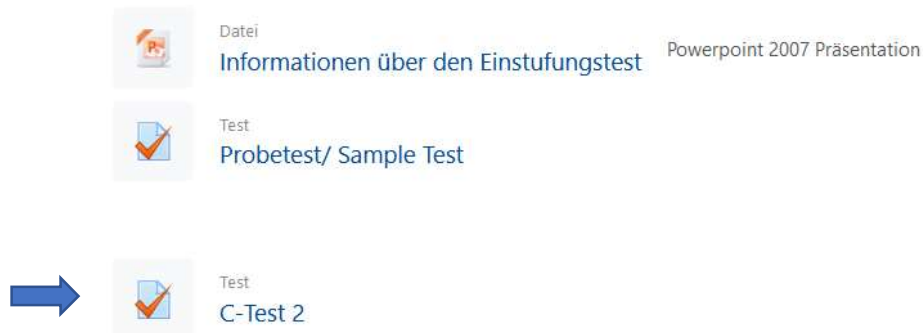 Datei
Informationen über den Einstufungstest Powerpoint 2007 Präsentation
Test
Probetest/ Sample Test
Test
C-Test 2